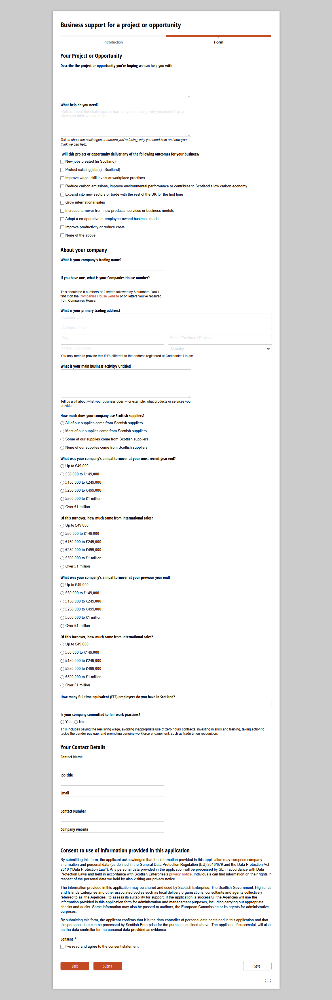 Business support for a project or opportunity
Introduction
Form
Your Project or Opportunity
Describe the project or opportunity you're hoping we can help you with
What help do you need?
Tell us about the challenges or barriers you're facing, why you need help and
how you think we can help.
Tell us about the challenges or barriers you're facing, why you need help and how you
think we can help.
Will this project or opportunity deliver any of the following outcomes for your business?
New jobs created (in Scotland)
Protect existing jobs (in Scotland)
Improve wage, skill levels or workplace practises
Reduce carbon emissions, improve environmental performance or contribute to Scotland's low carbon economy
Expand into new sectors or trade with the rest of the UK for the first time
Grow international sales
Increase turnover from new products, services or business models
Adopt a co-operative or employee-owned business model
Improve productivity or reduce costs
None of the above
About your company
What is your company's trading name?
If you have one, what is your Companies House number?
This should be 8 numbers or 2 letters followed by 6 numbers. You'll
find it on the Companies House website or on letters you've received
from Companies House.
What is your primary trading address?
Address Line 1
Address Line 2
City
State / Province / Region
Postal / Zip Code
Country
You only need to provide this if it's different to the address registered at Companies House.
What is your main business activity? Untitled
Tell us a bit about what your business does – for example, what products or services you
provide.
How much does your company use Scottish suppliers?
All of our supplies come from Scottish suppliers
Most of our supplies come from Scottish suppliers
Some of our supplies come from Scottish suppliers
None of our supplies come from Scottish suppliers
What was your company's annual turnover at your most recent year end?
Up to £49,000
£50,000 to £149,000
£150,000 to £249,000
£250,000 to £499,000
£500,000 to £1 million
Over £1 million
Of this turnover, how much came from international sales?
Up to £49,000
£50,000 to £149,000
£150,000 to £249,000
£250,000 to £499,000
£500,000 to £1 million
Over £1 million
What was your company's annual turnover at your previous year end?
Up to £49,000
£50,000 to £149,000
£150,000 to £249,000
£250,000 to £499,000
£500,000 to £1 million
Over £1 million
Of this turnover, how much came from international sales?
Up to £49,000
£50,000 to £149,000
£150,000 to £249,000
£250,000 to £499,000
£500,000 to £1 million
Over £1 million
How many full time equivalent (FTE) employees do you have in Scotland?
Is your company committed to fair work practises?
Yes No
This includes paying the real living wage, avoiding inappropriate use of zero hours contracts, investing in skills and training, taking action to
tackle the gender pay gap, and promoting genuine workforce engagement, such as trade union recognition.
Your Contact Details
Contact Name
Job title
Email
Contact Number
Company website
Consent to use of information provided in this application
By submitting this form, the applicant acknowledges that the information provided in this application may comprise company
information and personal data (as defined in the General Data Protection Regulation (EU) 2016/679 and the Data Protection Act
2018 ("Data Protection Law"). Any personal data provided in the application will be processed by SE in accordance with Data
Protection Laws and held in accordance with Scottish Enterprise's privacy notice. Individuals can find information on their rights in
respect of the personal data we hold by also visiting our privacy notice.
The information provided in this application may be shared and used by Scottish Enterprise, The Scottish Government, Highlands
and Islands Enterprise and other associated bodies such as local delivery organisations, consultants and agents collectively
referred to as 'the Agencies', to assess its suitability for support. If the application is successful, the Agencies will use the
information provided in this application form for administration and management purposes, including carrying out appropriate
checks and audits. Some information may also be passed to auditors, the European Commission or its agents for administrative
purposes.
By submitting this form, the applicant confirms that it is the data controller of personal data contained in this application and that
this personal data can be processed by Scottish Enterprise for the purposes outlined above. The applicant, if successful, will also
be the data controller for the personal data provided as evidence.
Consent *
I've read and agree to the consent statement
Back
Submit
Save
2 / 2